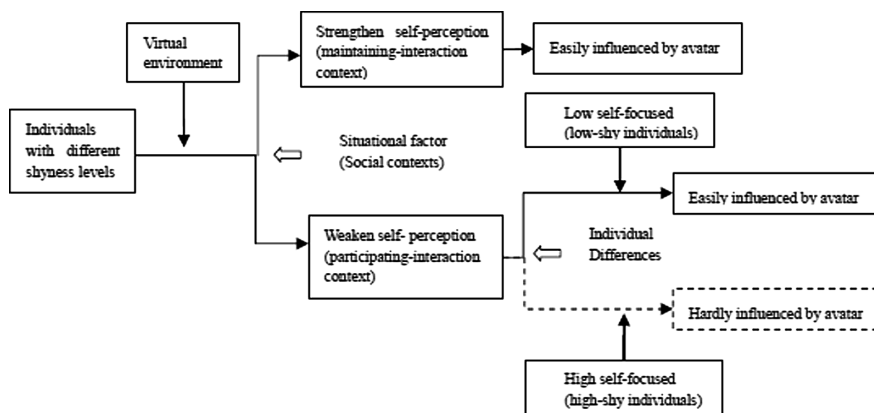 Virtual
environment
Strengthen self-perception
(maintaining-interaction
context)
Easily influenced by avatar
Individuals
with different
shyness levels
Situational factor
(Social contexts)
Low self-focused
(low-shy individuals)
Weaken self- perception
(participating-interaction
context)
Easily influenced by avatar
Individual
Differences
Hardly influenced by avatar
High self-focused
(high-shy individuals)